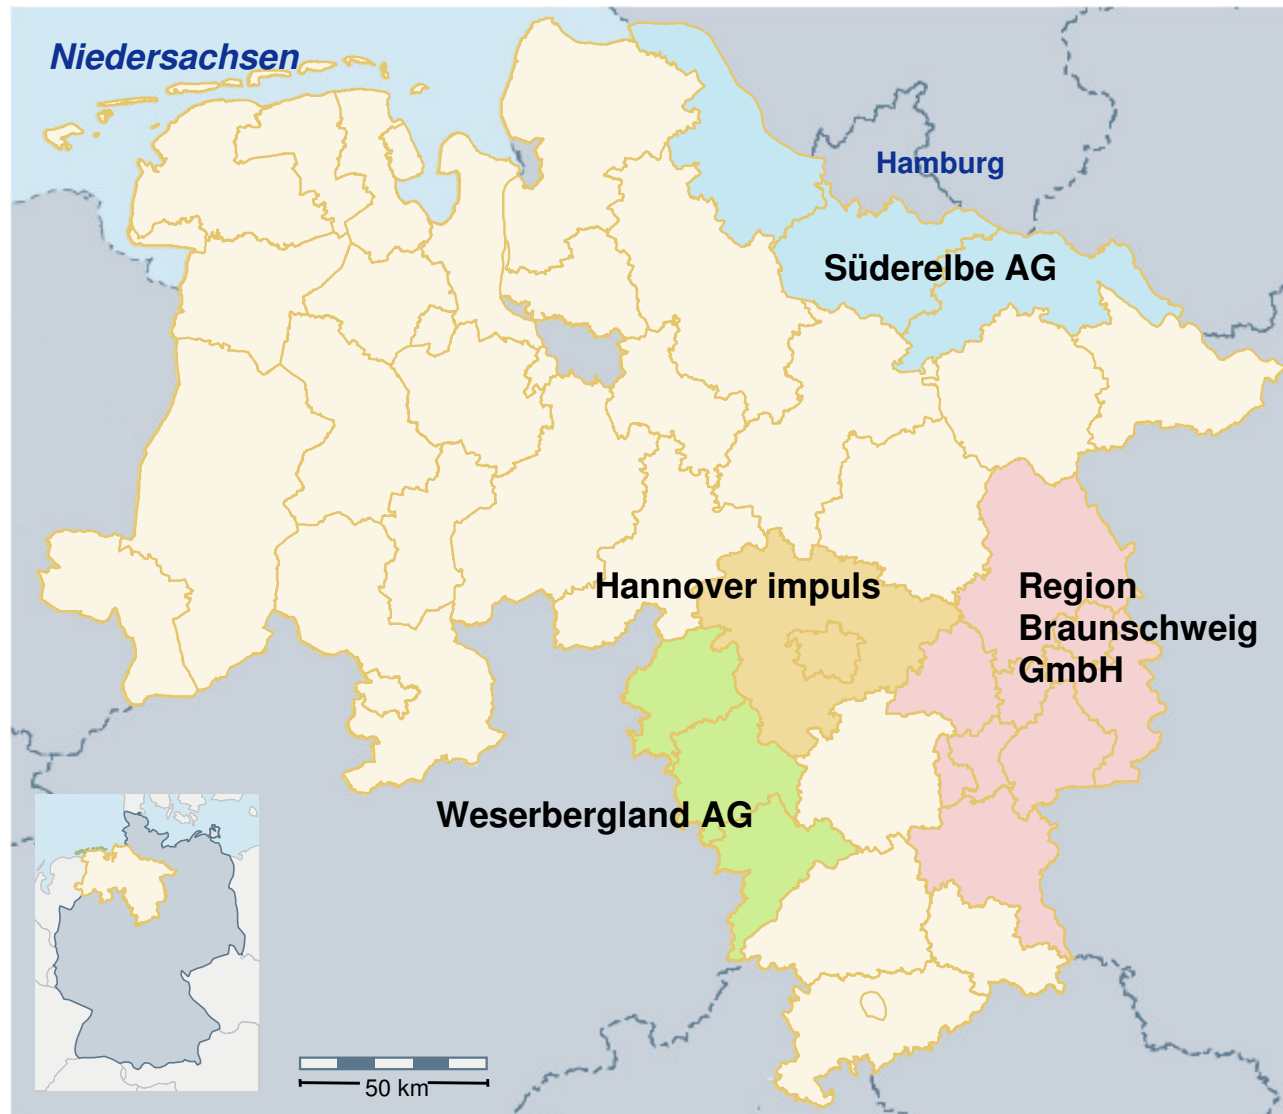 Niedersachsen
Hamburg
Süderelbe AG
Hannover impuls
Region
Braunschweig
GmbH
Weserbergland AG
50 km